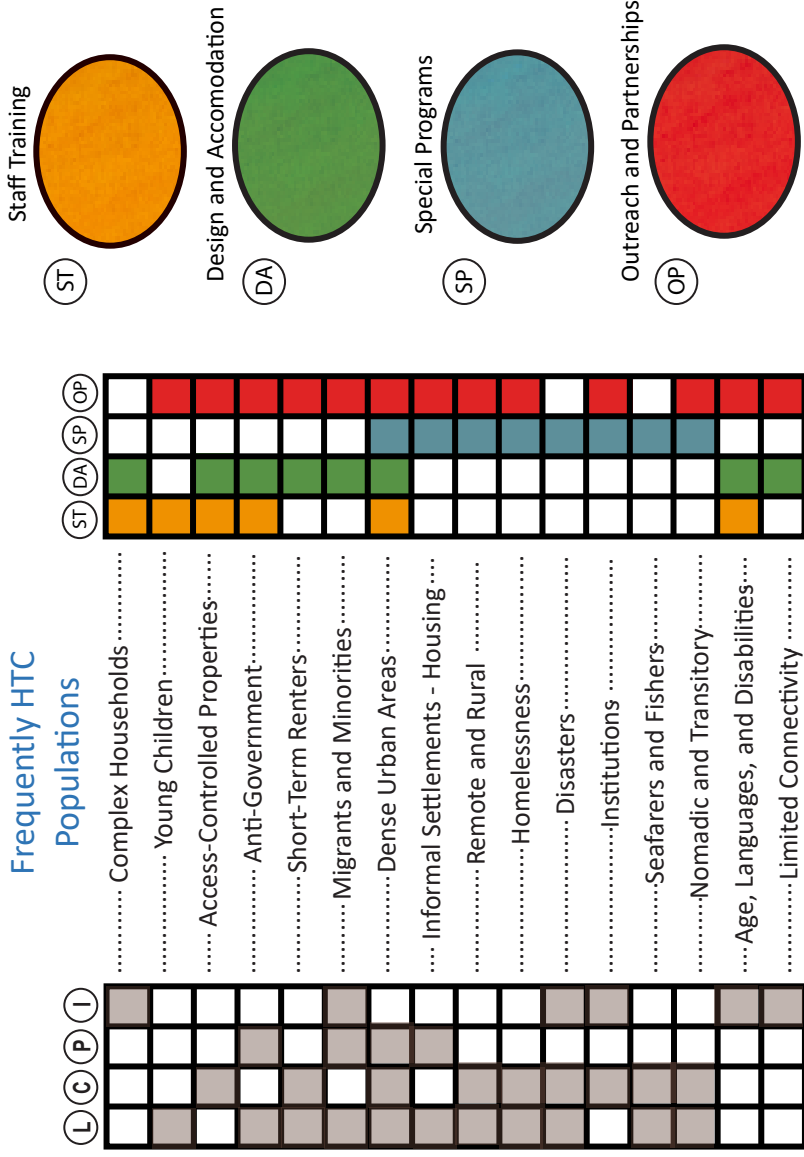 Frequently HTC
Populations
L C P I
ST DA SP OP
Complex Households
Young Children
Access-Controlled Properties
Anti-Government
Short-Term Renters
Migrants and Minorities
Dense Urban Areas
Informal Settlements - Housing
Remote and Rural
Homelessness
Disasters
Institutions
Seafarers and Fishers
Nomadic and Transitory
Age, Languages, and Disabilities
Limited Connectivity
ST
Staff Training
DA
Design and Accomodation
SP
Special Programs
OP
Outreach and Partnerships